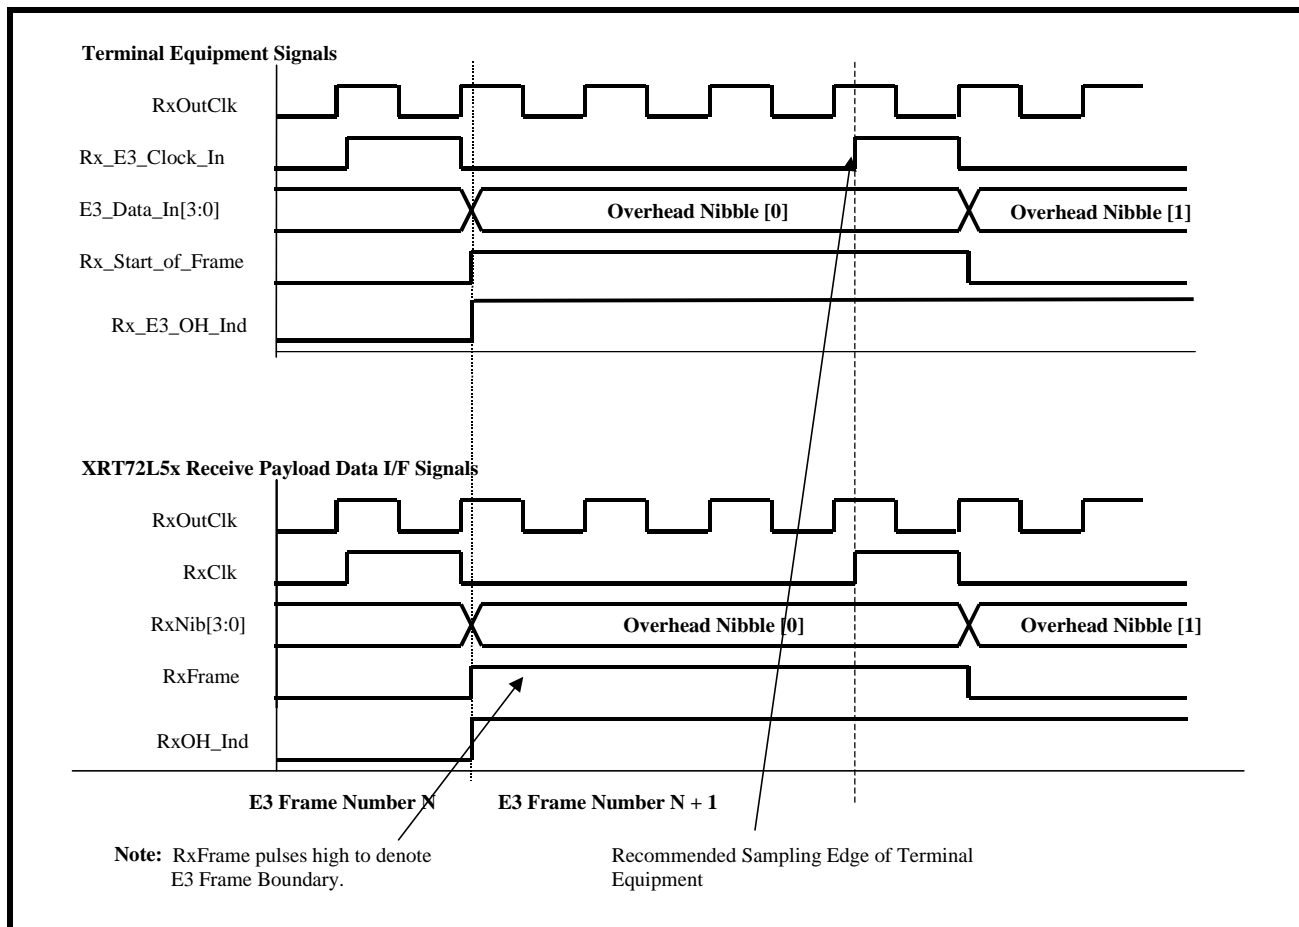 Terminal Equipment Signals
RxOutClk
Rx_E3_Clock_In
E3_Data_In[3:0]
Overhead Nibble [0]
Overhead Nibble [1]
Rx_Start_of_Frame
Rx_E3_OH_Ind
XRT72L5x Receive Payload Data I/F Signals
RxOutClk
RxClk
RxNib[3:0]
Overhead Nibble [0]
Overhead Nibble [1]
RxFrame
RxOH_Ind
E3 Frame Number N
E3 Frame Number N + 1
Note: RxFrame pulses high to denote
E3 Frame Boundary.
Recommended Sampling Edge of Terminal
Equipment